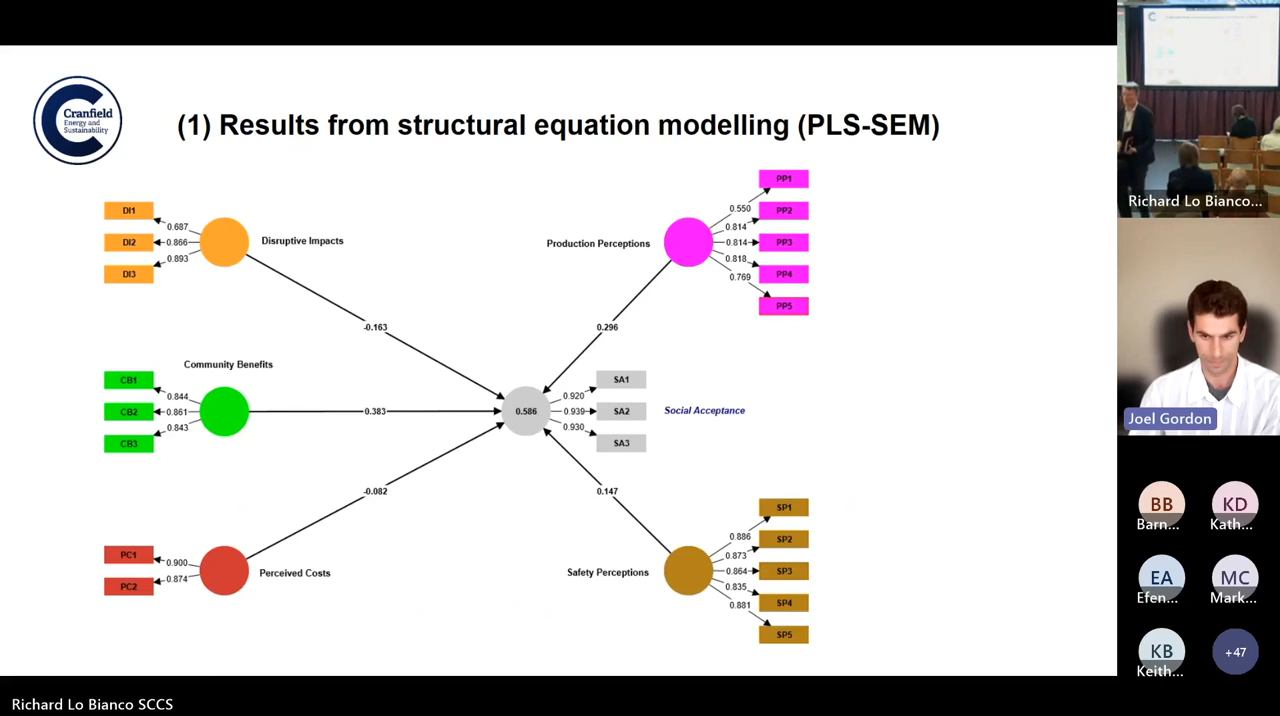 Cranfield
Energy and
Sustainability
(1) Results from structural equation modelling (PLS-SEM)
DI1
DI2
DI3
0.687
0.866
0.893
Disruptive Impacts
Production Perceptions
0.550
0.814
0.814
0.818
0.769
PP1
PP2
PP3
PP4
PP5
-0.163
0.296
Community Benefits
CB1
CB2
CB3
0.844
0.861
0.843
0.383
0.586
0.920
0.939
0.930
SA1
SA2
SA3
Social Acceptance
-0.082
0.147
PC1
PC2
0.900
0.874
Perceived Costs
Safety Perceptions
0.886
0.873
0.864
0.835
0.881
SP1
SP2
SP3
SP4
SP5
Richard Lo Bianco...
Joel Gordon
BB
Barn...
KD
Kath...
EA
Efen...
MC
Mark...
KB
Keith...
+47
Richard Lo Bianco SCCS